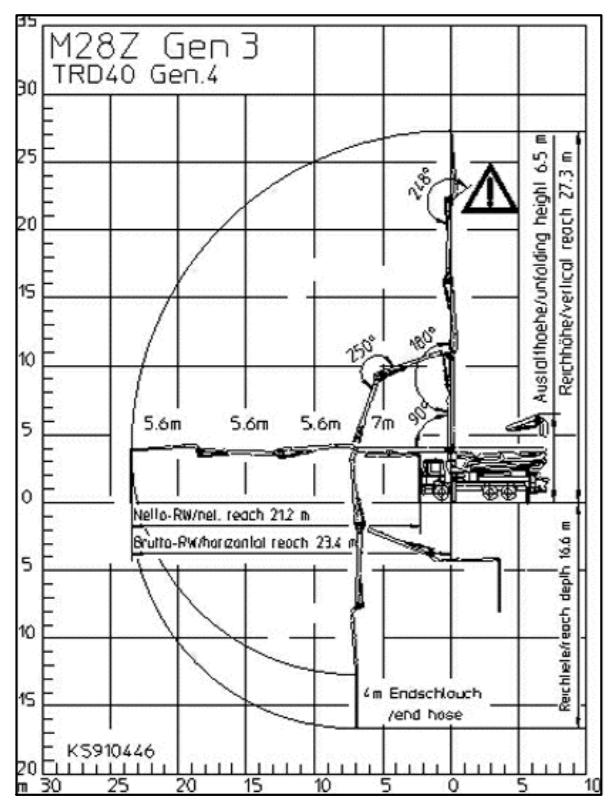 M28Z Gen 3
TRD40 Gen.4
35
30
25
20
15
10
5
0
5
10
15
20
m 30 25 20 15 10 5 0 5 10
248°
250°
180°
90°
5.6m 5.6m 5.6m 7m
Ausfalthoehe/unfolding height 6.5 m
Reichhöhe/vertical reach 27.3 m
Netto-RW/net. reach 21.2 m
Brutto-RW/horizontal reach 23.4 m
Reichtiefe/reach depth 16.6 m
4m Endschlauch
/end hose
KS910446